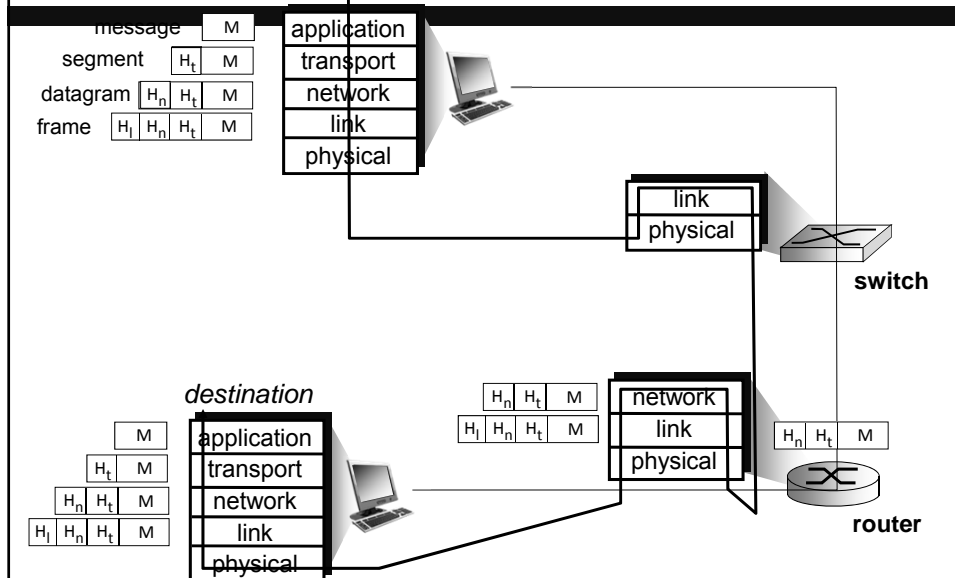 message M application
segment Ht M transport
datagram Hn Ht M network
frame Hl Hn Ht M link
physical
link
physical
switch
destination
Hn Ht M network
Hl Hn Ht M link Hn Ht M
physical
M application
Ht M transport
Hn Ht M network
Hl Hn Ht M link
physical
router